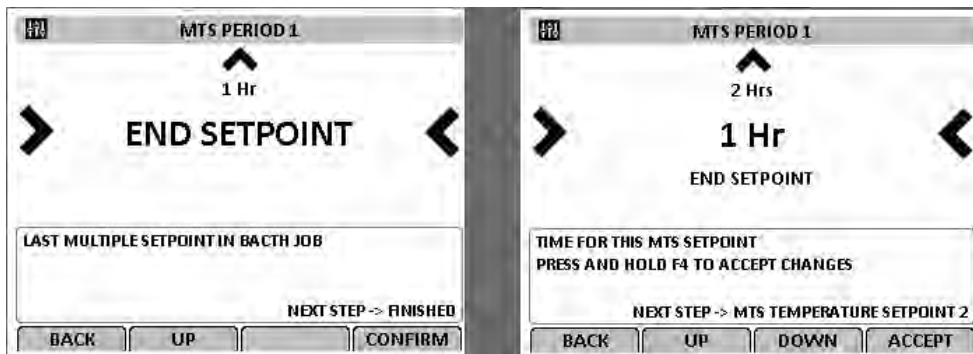 MTS PERIOD 1
1 Hr
END SETPOINT
LAST MULTIPLE SETPOINT IN BACTH JOB
NEXT STEP -> FINISHED
BACK UP CONFIRM
MTS PERIOD 1
2 Hrs
1 Hr
END SETPOINT
TIME FOR THIS MTS SETPOINT
PRESS AND HOLD F4 TO ACCEPT CHANGES
NEXT STEP -> MTS TEMPERATURE SETPOINT 2
BACK UP DOWN ACCEPT